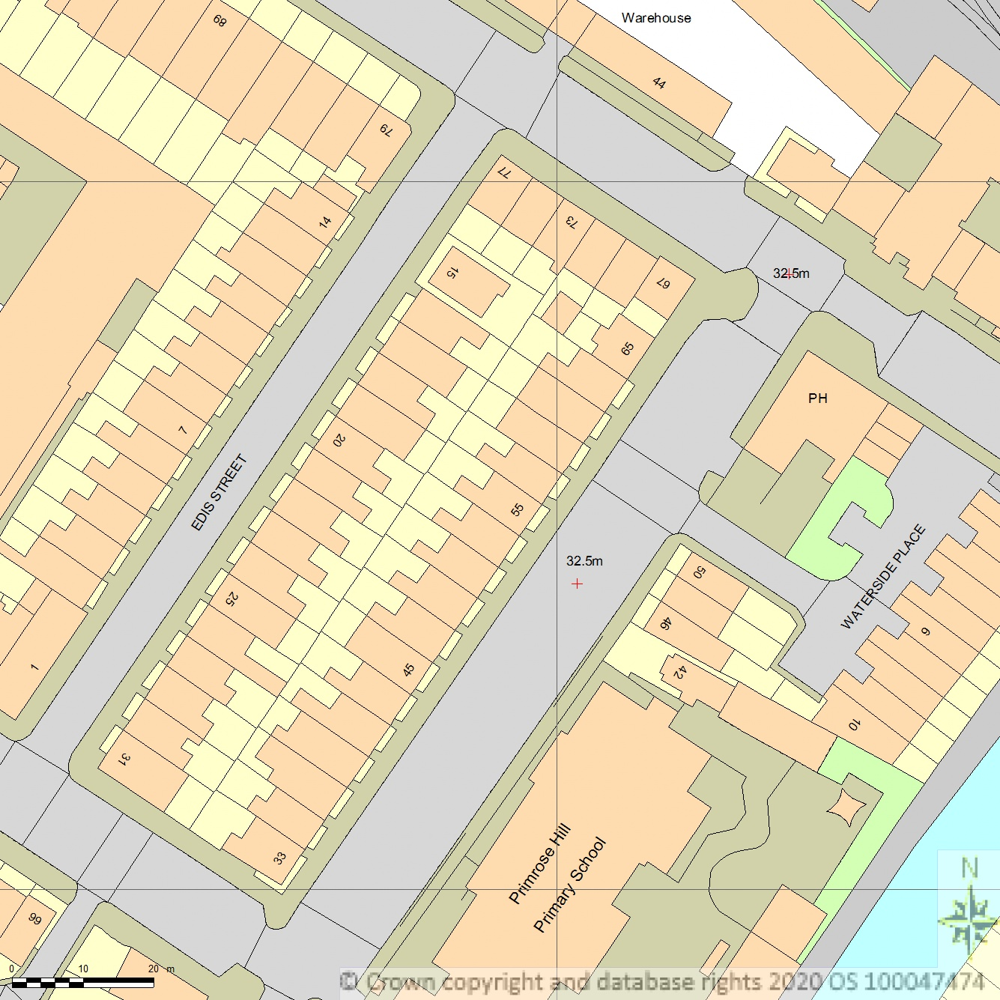 Warehouse
68
44
79
77
14
73
32.5m
15
67
65
PH
7
20
EDIS STREET
55
32.5m
WATERSIDE PLACE
50
25
46
9
1
45
42
10
31
Primrose Hill
Primary School
33
N
66
0 10 20 m
© Crown copyright and database rights 2020 OS 100047474